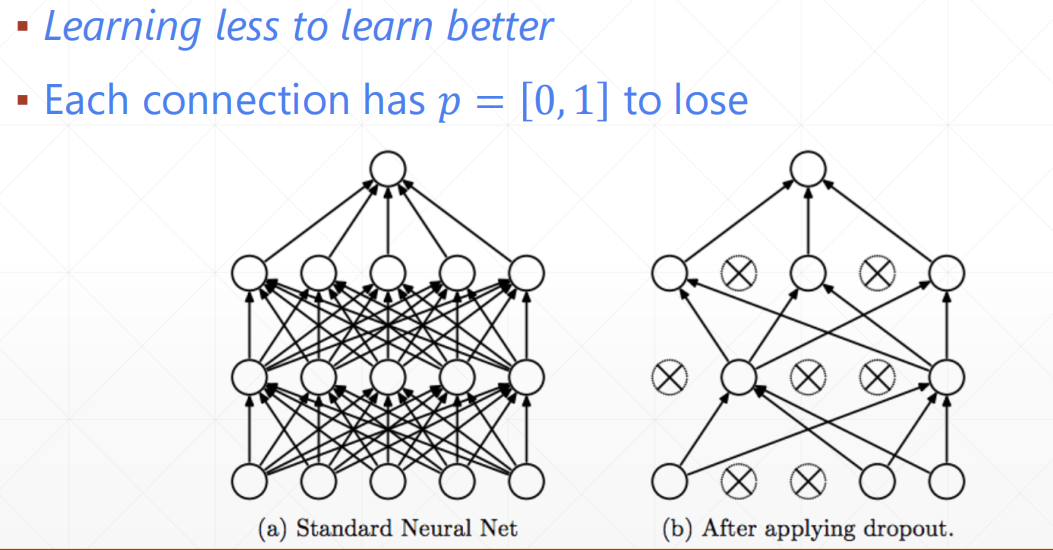 Learning less to learn better
Each connection has p = [0, 1] to lose
(a) Standard Neural Net
(b) After applying dropout.